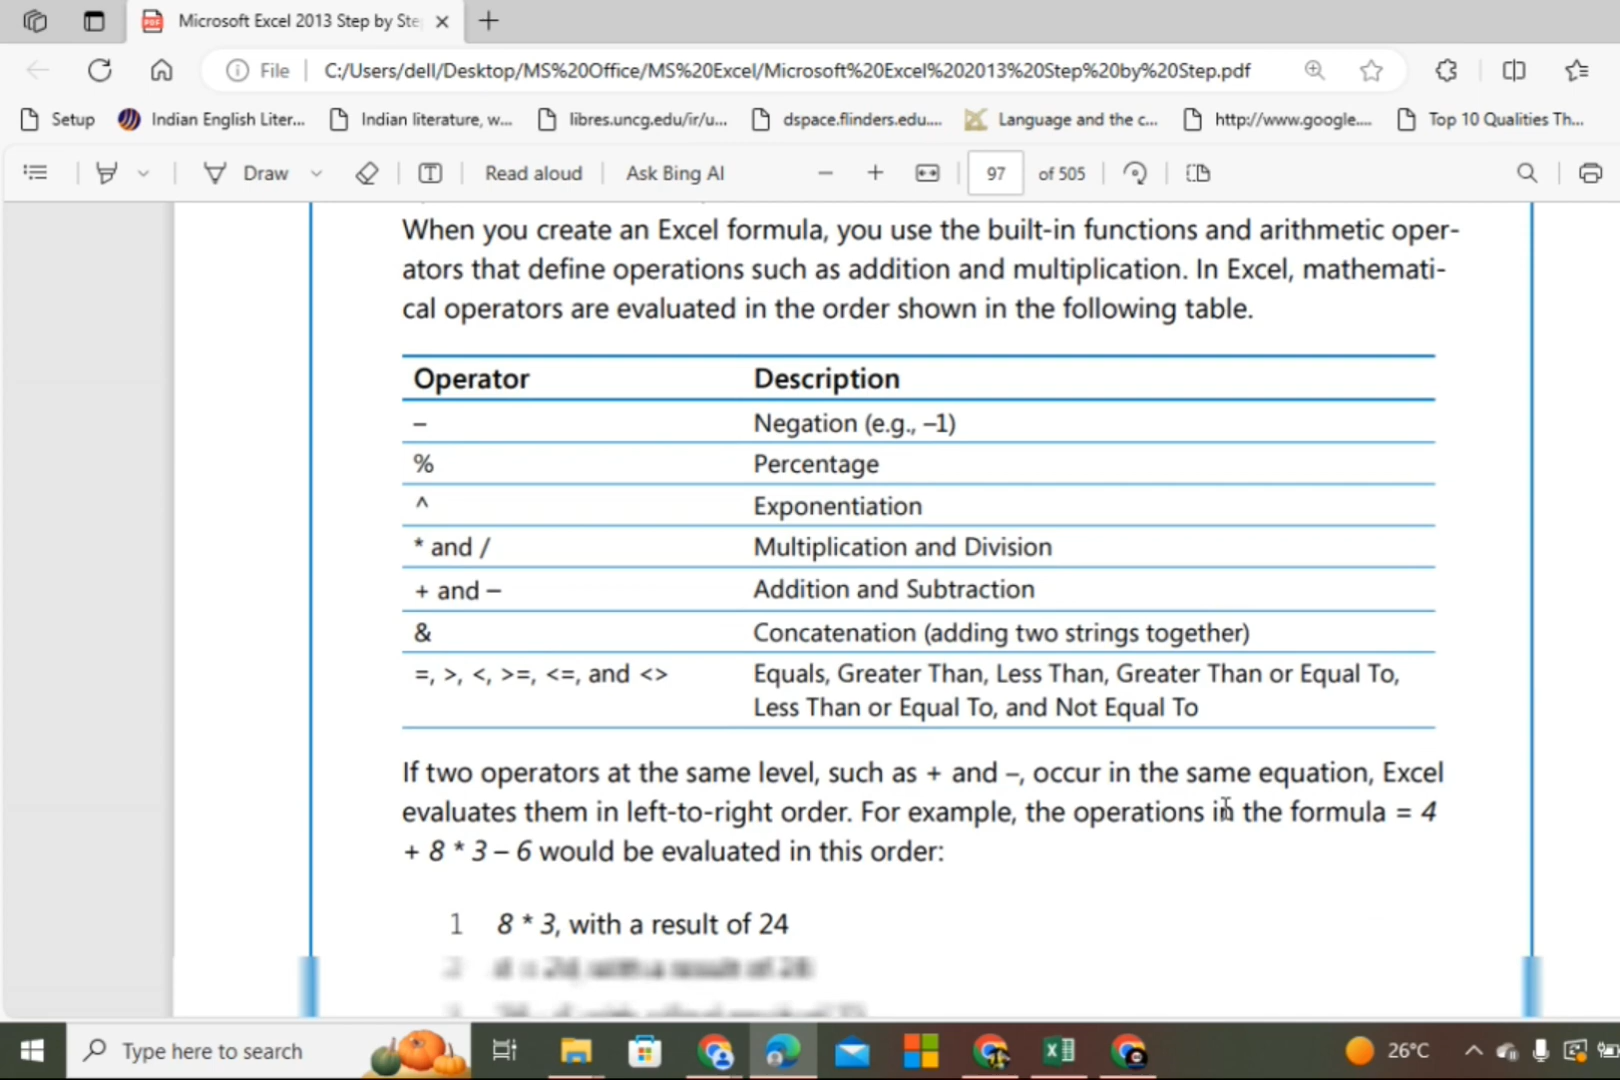 Microsoft Excel 2013 Step by Ste
File
C:/Users/dell/Desktop/MS%20Office/MS%20Excel/Microsoft%20Excel%202013%20Step%20by%20Step.pdf
Setup
Indian English Liter...
Indian literature, w...
libres.uncg.edu/ir/u...
dspace.flinders.edu....
Language and the c...
http://www.google....
Top 10 Qualities Th...
Draw
Read aloud
Ask Bing AI
97 of 505
When you create an Excel formula, you use the built-in functions and arithmetic oper-
ators that define operations such as addition and multiplication. In Excel, mathemati-
cal operators are evaluated in the order shown in the following table.
Operator Description
– Negation (e.g., –1)
% Percentage
^ Exponentiation
* and / Multiplication and Division
+ and – Addition and Subtraction
& Concatenation (adding two strings together)
=, >, <, >=, <=, and <> Equals, Greater Than, Less Than, Greater Than or Equal To,
Less Than or Equal To, and Not Equal To
If two operators at the same level, such as + and –, occur in the same equation, Excel
evaluates them in left-to-right order. For example, the operations in the formula = 4
+ 8 * 3 – 6 would be evaluated in this order:
1 8 * 3, with a result of 24
Type here to search
26°C